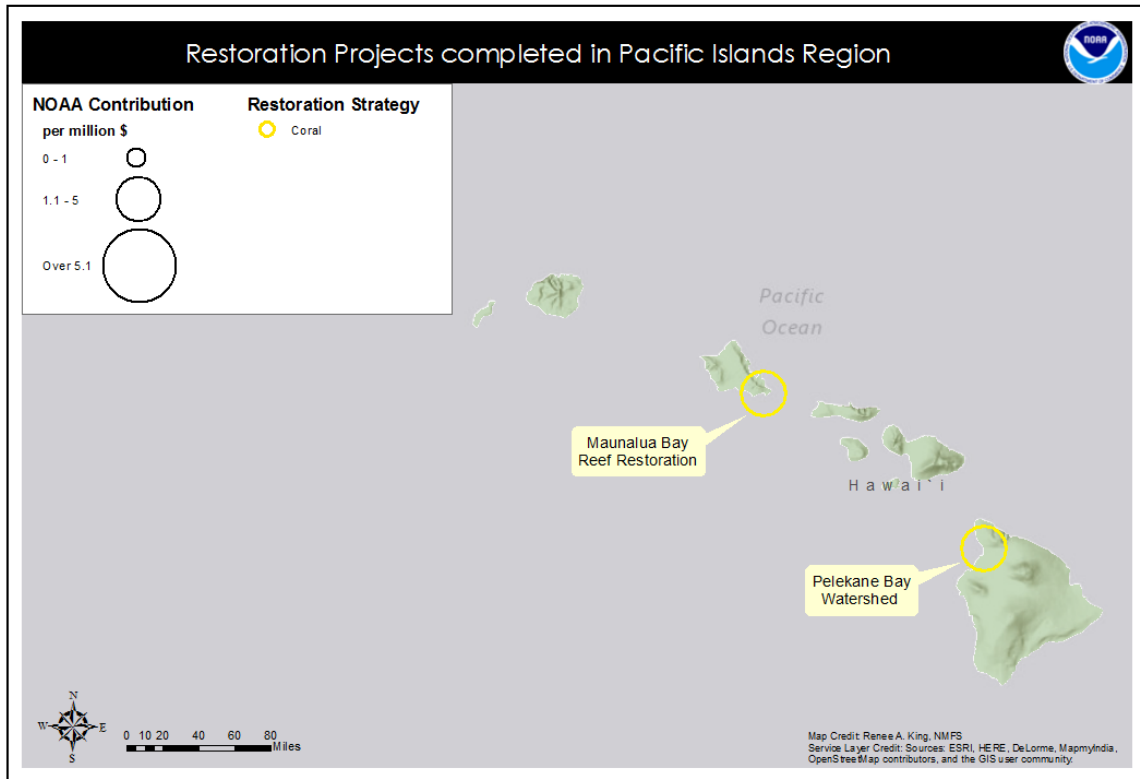 Restoration Projects completed in Pacific Islands Region
NOAA
NOAA Contribution
per million $
0 - 1
1.1 - 5
Over 5.1
Restoration Strategy
Coral
Pacific
Ocean
Maunalua Bay
Reef Restoration
Hawai`i
Pelekane Bay
Watershed
N
W
E
S
0 10 20 40 60 80
Miles
Map Credit: Renee A. King, NMFS
Service Layer Credit: Sources: ESRI, HERE, DeLorme, MapmyIndia,
OpenStreetMap contributors, and the GIS user community.